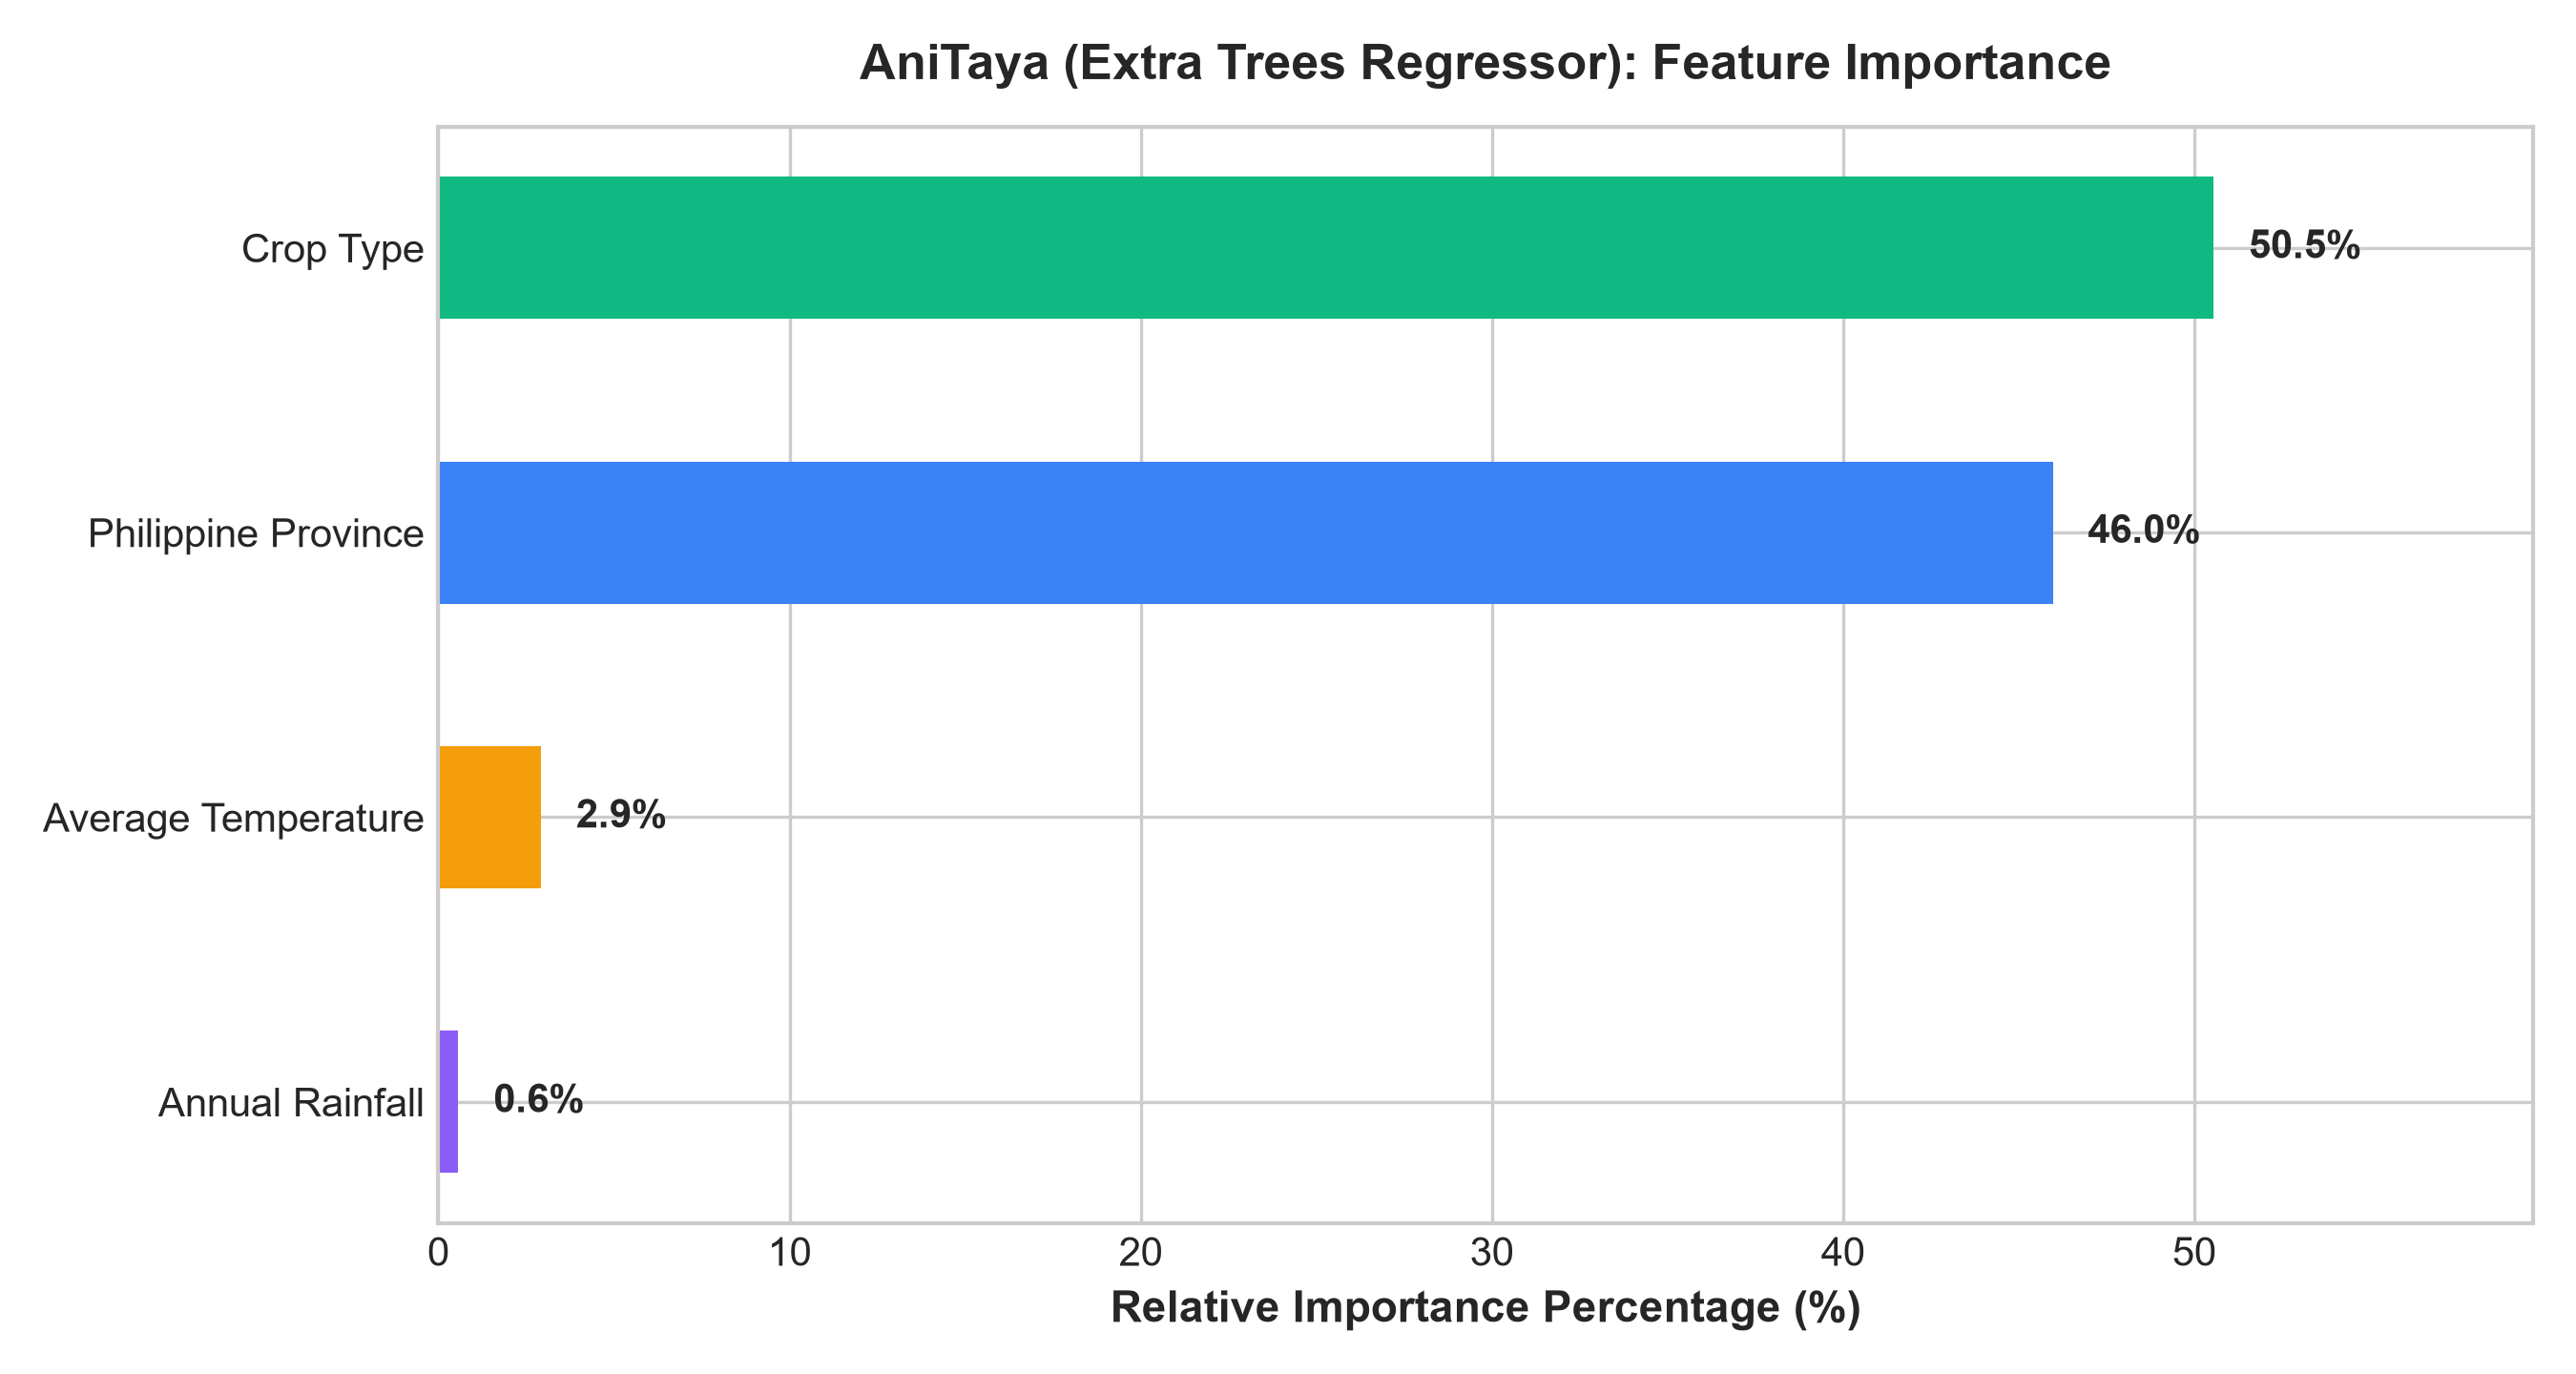 AniTaya (Extra Trees Regressor): Feature Importance
Crop Type
50.5%
Philippine Province
46.0%
Average Temperature
2.9%
Annual Rainfall
0.6%
0 10 20 30 40 50
Relative Importance Percentage (%)